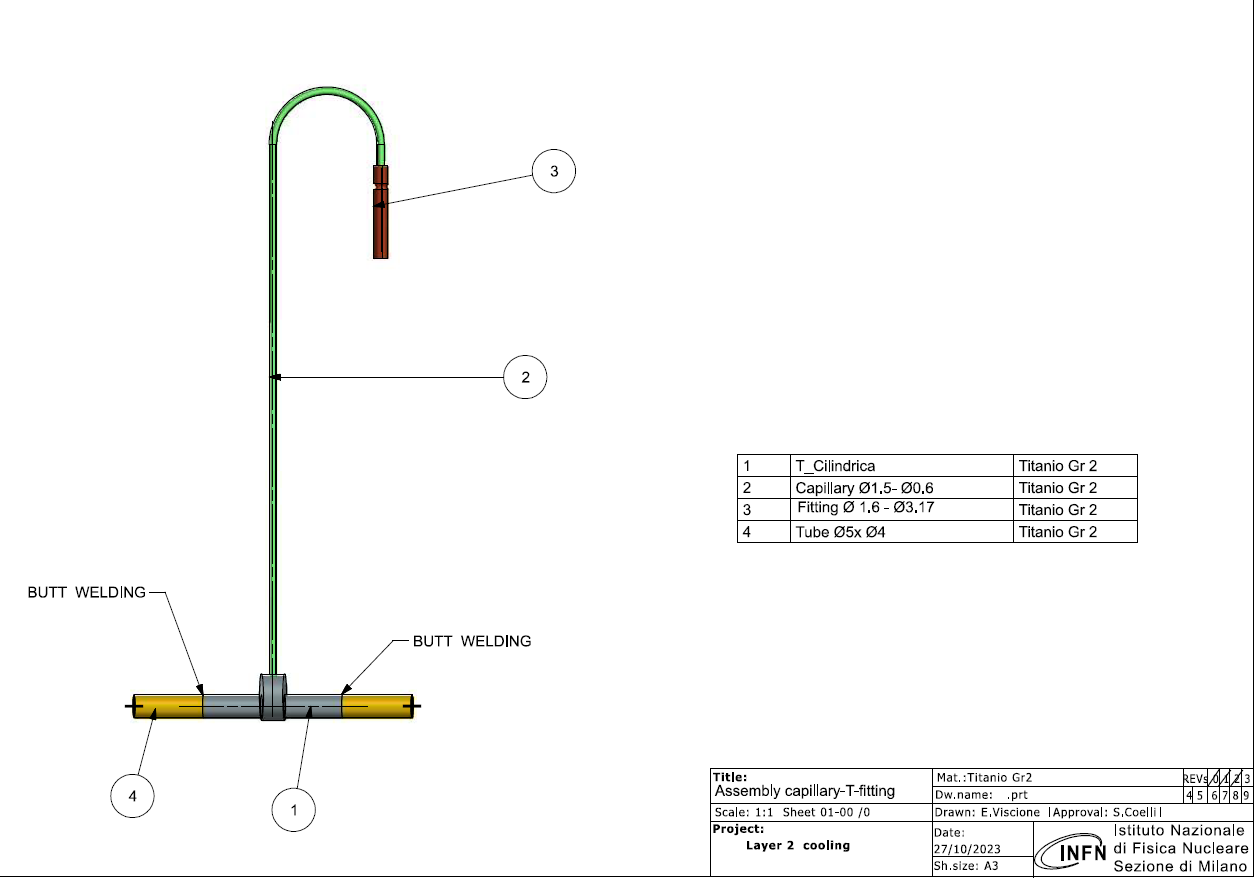 3
2
1 T_Cilindrica Titanio Gr 2
2 Capillary Ø1.5- Ø0.6 Titanio Gr 2
3 Fitting Ø 1.6 - Ø3.17 Titanio Gr 2
4 Tube Ø5x Ø4 Titanio Gr 2
BUTT WELDING
BUTT WELDING
4
1
Title:
Assembly capillary-T-fitting
Mat.:Titanio Gr2
REVs 0 1 2 3
Dw.name: .prt
4 5 6 7 8 9
Scale: 1:1 Sheet 01-00 /0
Drawn: E.Viscione Approval: S.Coelli
Project:
Layer 2 cooling
Date:
27/10/2023
Sh.size: A3
INFN
Istituto Nazionale
di Fisica Nucleare
Sezione di Milano